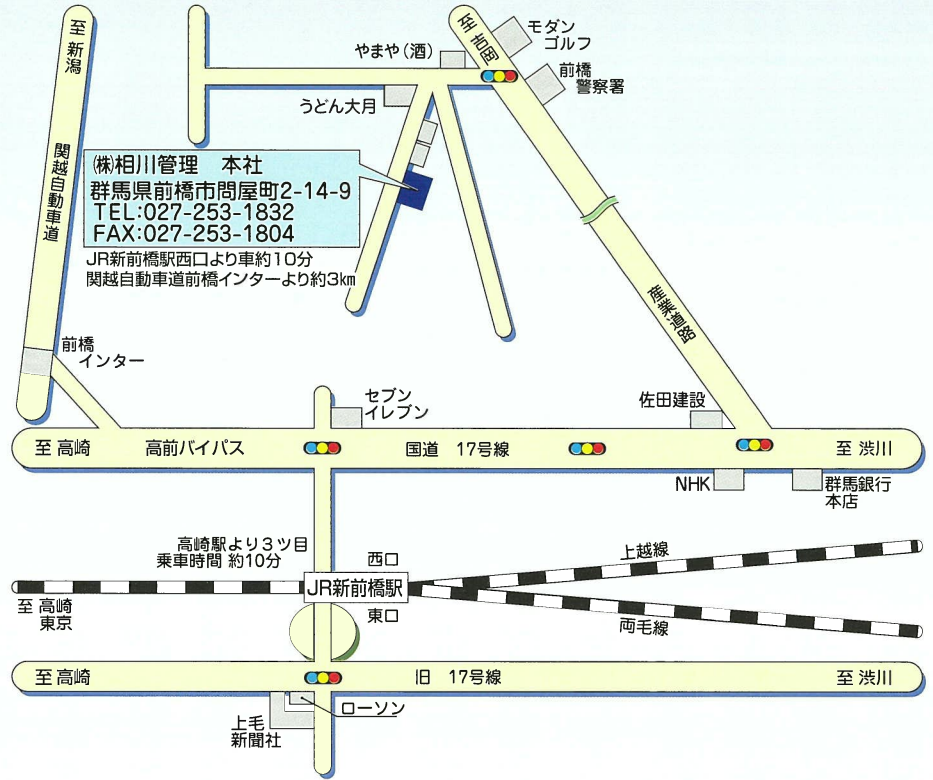 至 新潟
関越自動車道
至 吉岡
モダン
ゴルフ
やまや（酒）
前橋
警察署
うどん大月
㈱相川管理　本社
群馬県前橋市問屋町2-14-9
TEL:027-253-1832
FAX:027-253-1804
JR新前橋駅西口より車約10分
関越自動車道前橋インターより約3㎞
産業道路
前橋
インター
セブン
イレブン
佐田建設
至 高崎
高前バイパス
国道　17号線
至 渋川
NHK
群馬銀行
本店
高崎駅より3ツ目
乗車時間 約10分
西口
上越線
JR新前橋駅
至 高崎
東京
東口
両毛線
至 高崎
旧　17号線
至 渋川
ローソン
上毛
新聞社